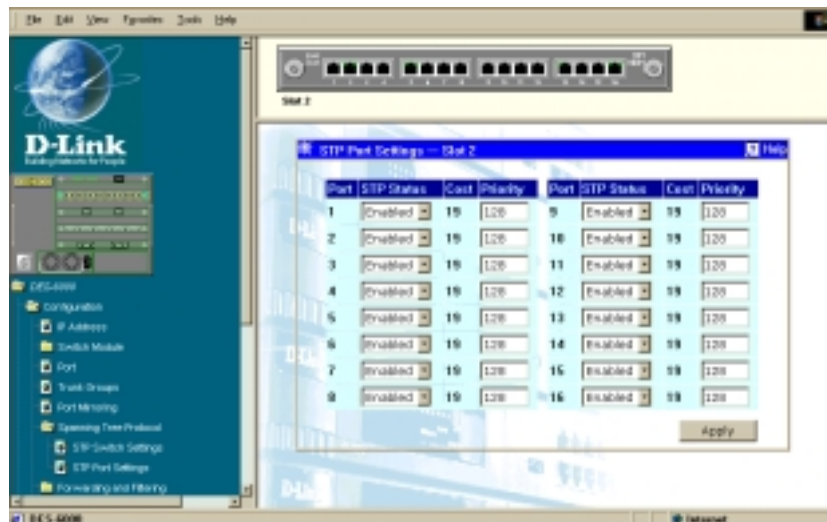 File Edit View Favorites Tools Help
Slot 2
D-Link
Building Networks for People
STP Port Settings — Slot 2
Help
Port STP Status Cost Priority Port STP Status Cost Priority
1 Enabled 19 128 9 Enabled 19 128
2 Enabled 19 128 10 Enabled 19 128
3 Enabled 19 128 11 Enabled 19 128
4 Enabled 19 128 12 Enabled 19 128
5 Enabled 19 128 13 Enabled 19 128
6 Enabled 19 128 14 Enabled 19 128
7 Enabled 19 128 15 Enabled 19 128
8 Enabled 19 128 16 Enabled 19 128
Apply
DES-6000
Configuration
IP Address
Switch Module
Port
Trunk Groups
Port Mirroring
Spanning Tree Protocol
STP Switch Settings
STP Port Settings
Forwarding and Filtering
DES-6000
Internet